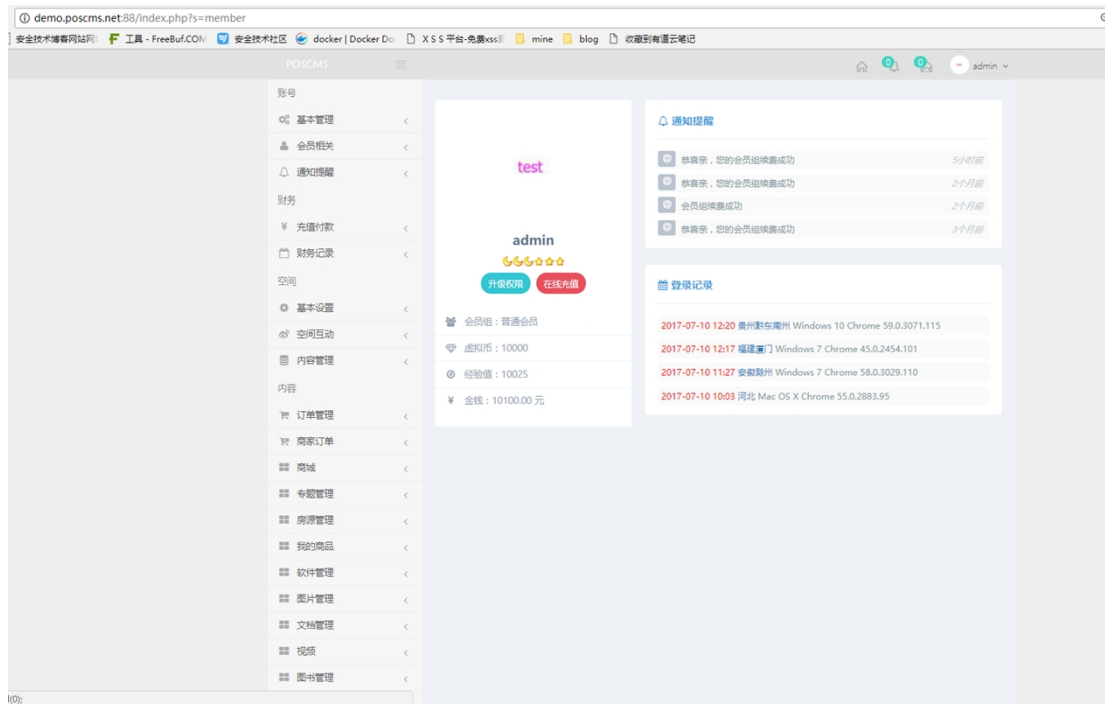 demo.poscms.net:88/index.php?s=member
安全技术博客网站网 工具 - FreeBuf.COM 安全技术社区 docker | Docker Do X S S 平台-免费xss mine blog 收藏到有道云笔记
POSCMS 0 0 admin
账号
基本管理
会员相关
通知提醒
财务
充值付款
财务记录
空间
基本设置
空间互动
内容管理
内容
订单管理
商家订单
商城
专题管理
房源管理
我的商品
软件管理
图片管理
文档管理
视频
图书管理
test
admin
升级权限 在线充值
会员组：普通会员
虚拟币：10000
经验值：10025
¥ 金钱：10100.00 元
通知提醒
恭喜亲，您的会员组续费成功 5小时前
恭喜亲，您的会员组续费成功 2个月前
会员组续费成功 2个月前
恭喜亲，您的会员组续费成功 3个月前
登录记录
2017-07-10 12:20 贵州黔东南州 Windows 10 Chrome 59.0.3071.115
2017-07-10 12:17 福建厦门 Windows 7 Chrome 45.0.2454.101
2017-07-10 11:27 安徽滁州 Windows 7 Chrome 58.0.3029.110
2017-07-10 10:03 河北 Mac OS X Chrome 55.0.2883.95
(0);